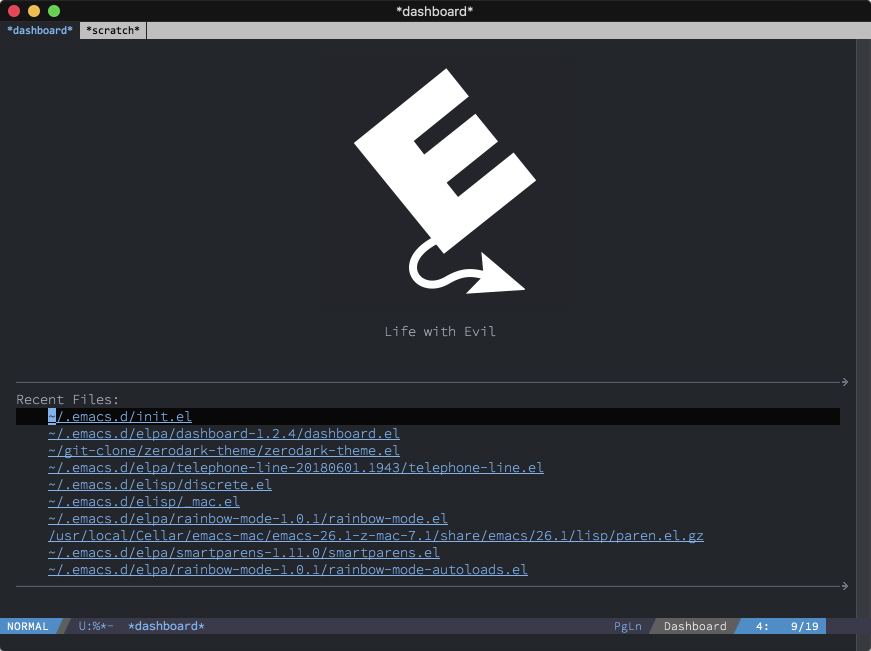 *dashboard*
*dashboard* *scratch*
Life with Evil
Recent Files:
~/.emacs.d/init.el
~/.emacs.d/elpa/dashboard-1.2.4/dashboard.el
~/git-clone/zerodark-theme/zerodark-theme.el
~/.emacs.d/elpa/telephone-line-20180601.1943/telephone-line.el
~/.emacs.d/elisp/discrete.el
~/.emacs.d/elisp/_mac.el
~/.emacs.d/elpa/rainbow-mode-1.0.1/rainbow-mode.el
/usr/local/Cellar/emacs-mac/emacs-26.1-z-mac-7.1/share/emacs/26.1/lisp/paren.el.gz
~/.emacs.d/elpa/smartparens-1.11.0/smartparens.el
~/.emacs.d/elpa/rainbow-mode-1.0.1/rainbow-mode-autoloads.el
NORMAL U:%*- *dashboard* PgLn Dashboard 4: 9/19